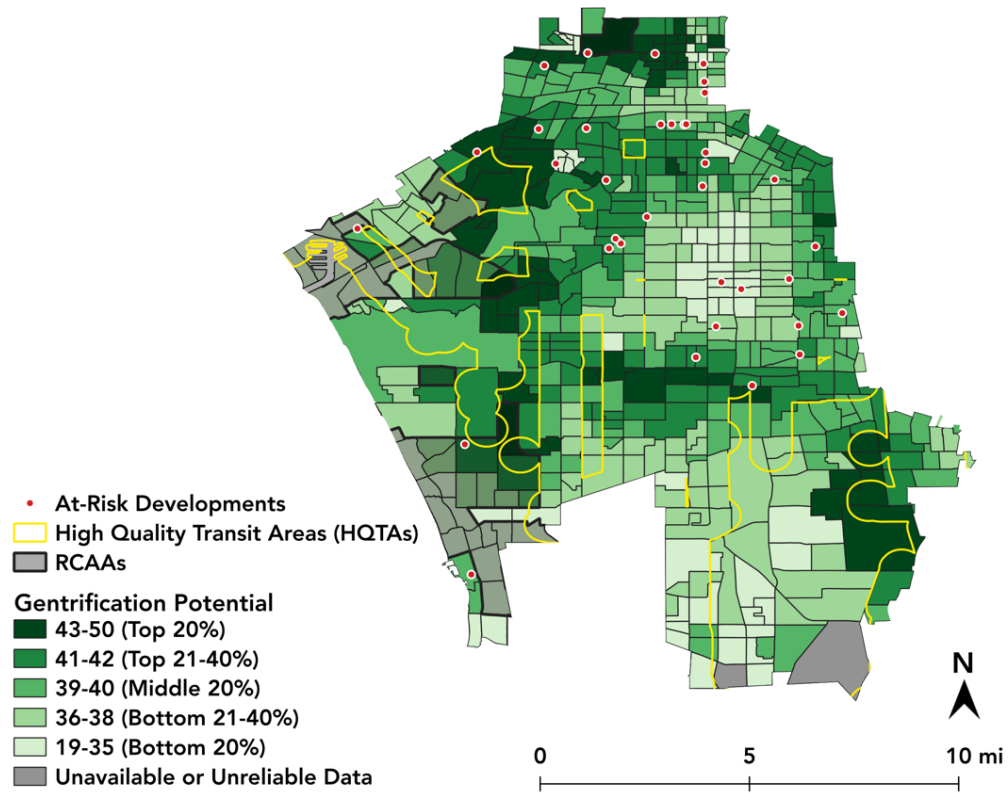 At-Risk Developments
High Quality Transit Areas (HQTAs)
RCAAs
Gentrification Potential
43-50 (Top 20%)
41-42 (Top 21-40%)
39-40 (Middle 20%)
36-38 (Bottom 21-40%)
19-35 (Bottom 20%)
Unavailable or Unreliable Data
N
0 5 10 mi